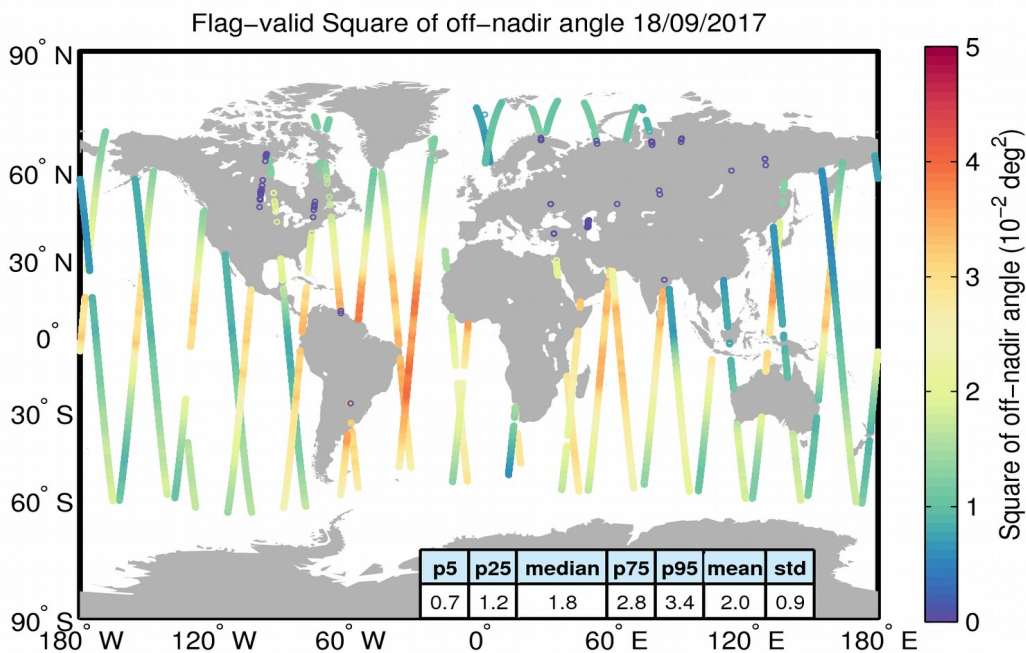 Flag−valid Square of off−nadir angle 18/09/2017
90° N
60° N
30° N
0°
30° S
60° S
90° S
180° W
120° W
60° W
0°
60° E
120° E
180° E
p5 p25 median p75 p95 mean std
0.7 1.2 1.8 2.8 3.4 2.0 0.9
5
4
3
2
1
0
Square of off−nadir angle (10⁻² deg²)